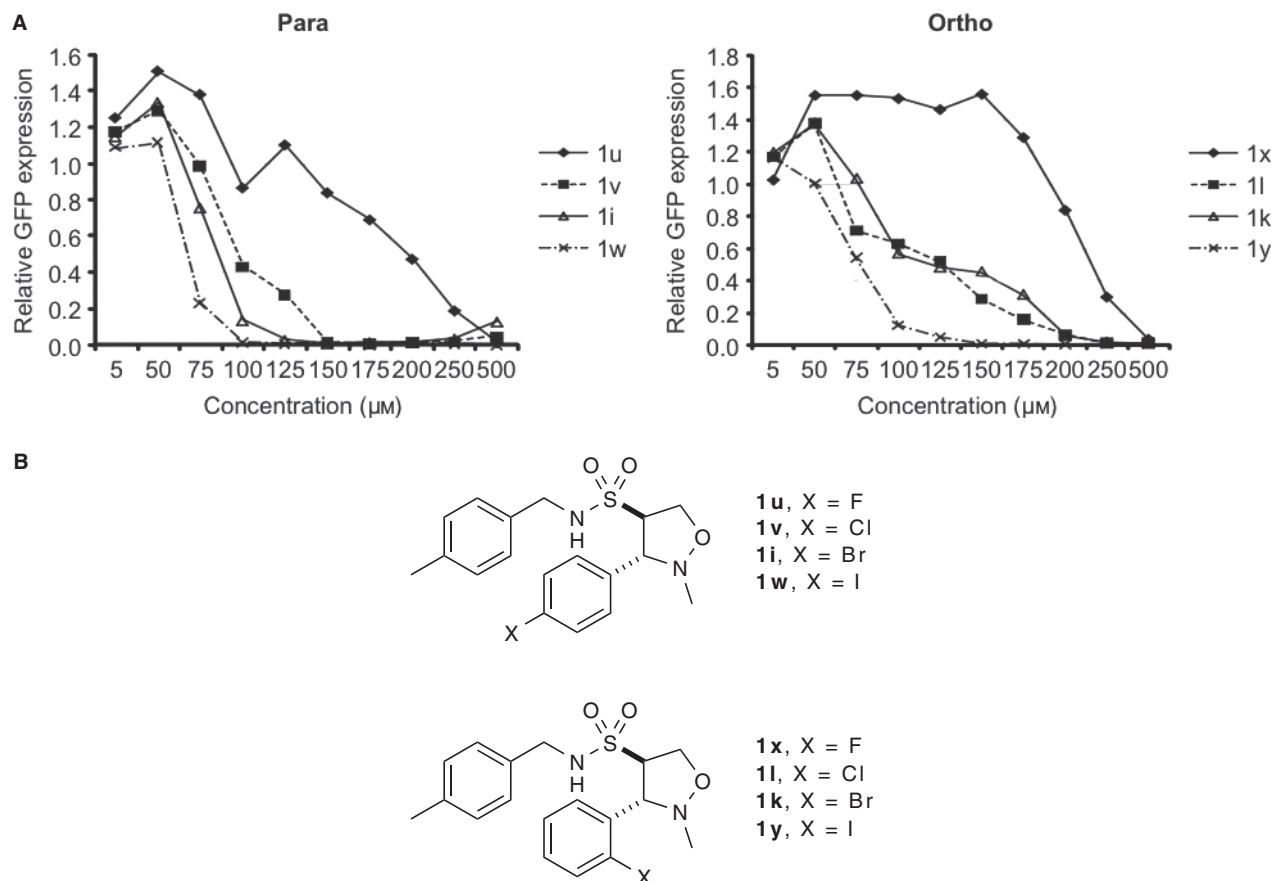 A
Para
Relative GFP expression
1.6
1.4
1.2
1.0
0.8
0.6
0.4
0.2
0.0
5 50 75 100 125 150 175 200 250 500
Concentration (µM)
1u
1v
1i
1w
Ortho
Relative GFP expression
1.8
1.6
1.4
1.2
1.0
0.8
0.6
0.4
0.2
0.0
5 50 75 100 125 150 175 200 250 500
Concentration (µM)
1x
1l
1k
1y
B
O O
S
N
H
O
N
X
1u, X = F
1v, X = Cl
1i, X = Br
1w, X = I
O O
S
N
H
O
N
X
1x, X = F
1l, X = Cl
1k, X = Br
1y, X = I